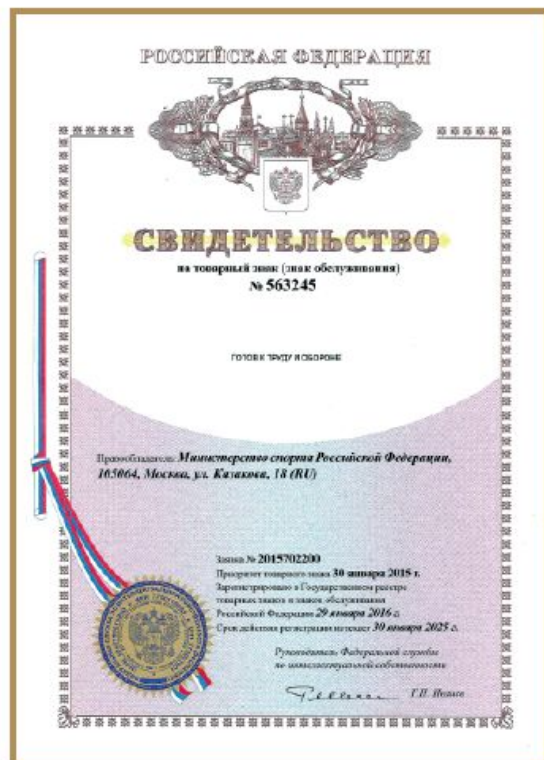 РОССИЙСКАЯ ФЕДЕРАЦИЯ
СВИДЕТЕЛЬСТВО
на товарный знак (знак обслуживания)
№ 563245
ГОТОВ К ТРУДУ И ОБОРОНЕ
Правообладатель: Министерство спорта Российской Федерации,
105064, Москва, ул. Казакова, 18 (RU)
Заявка № 2015702200
Приоритет товарного знака 30 января 2015 г.
Зарегистрировано в Государственном реестре
товарных знаков и знаков обслуживания
Российской Федерации 29 января 2016 г.
Срок действия регистрации истекает 30 января 2025 г.
Руководитель Федеральной службы
по интеллектуальной собственности
Г.П. Ивлиев